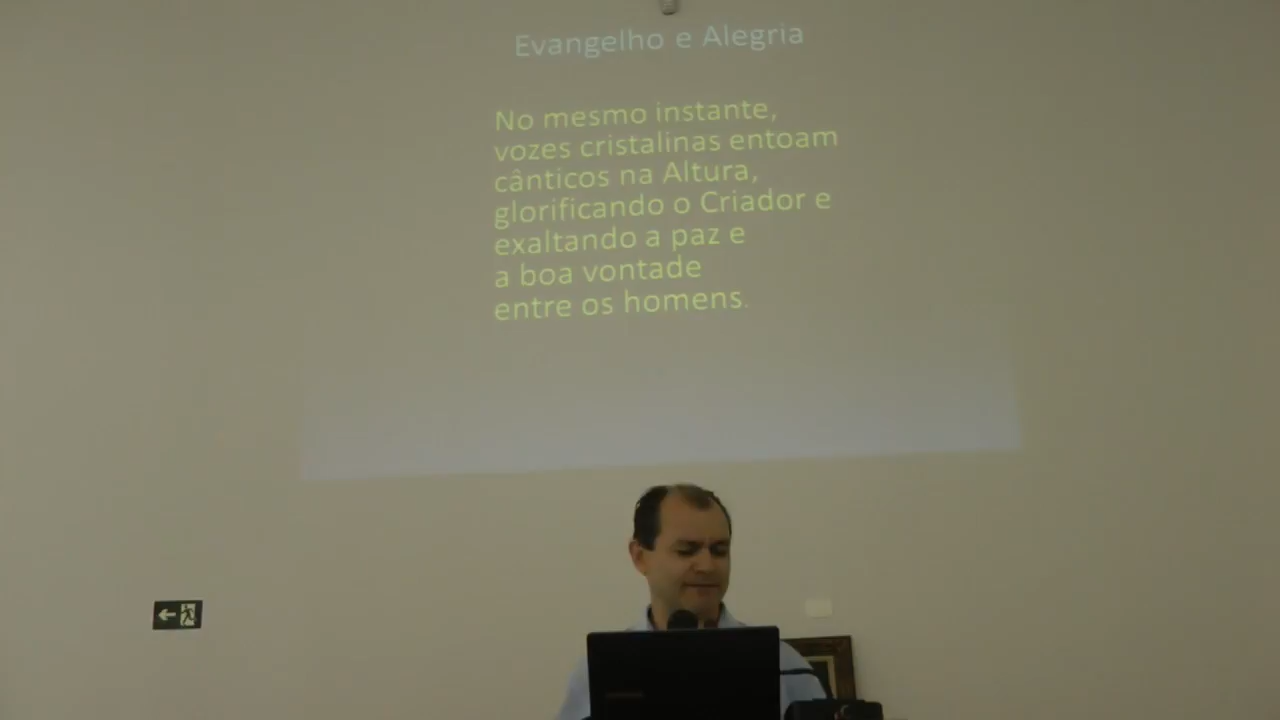 Evangelho e Alegria
No mesmo instante,
vozes cristalinas entoam
cânticos na Altura,
glorificando o Criador e
exaltando a paz e
a boa vontade
entre os homens.